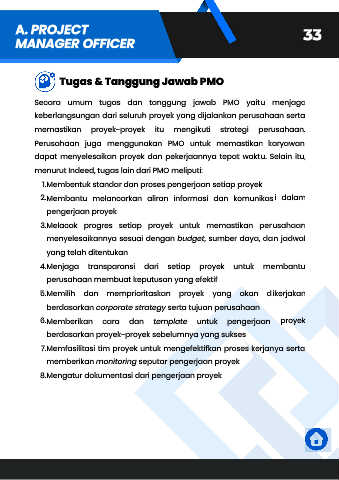 A. PROJECT
MANAGER OFFICER
33
Tugas & Tanggung Jawab PMO
Secara umum tugas dan tanggung jawab PMO yaitu menjaga
keberlangsungan dari seluruh proyek yang dijalankan perusahaan serta
memastikan proyek-proyek itu mengikuti strategi perusahaan.
Perusahaan juga menggunakan PMO untuk memastikan karyawan
dapat menyelesaikan proyek dan pekerjaannya tepat waktu. Selain itu,
menurut Indeed, tugas lain dari PMO meliputi:
1.Membentuk standar dan proses pengerjaan setiap proyek
2.Membantu melancarkan aliran informasi dan komunikasi dalam
pengerjaan proyek
3.Melacak progres setiap proyek untuk memastikan perusahaan
menyelesaikannya sesuai dengan budget, sumber daya, dan jadwal
yang telah ditentukan
4.Menjaga transparansi dari setiap proyek untuk membantu
perusahaan membuat keputusan yang efektif
5.Memilih dan memprioritaskan proyek yang akan dikerjakan
berdasarkan corporate strategy serta tujuan perusahaan
6.Memberikan cara dan template untuk pengerjaan proyek
berdasarkan proyek-proyek sebelumnya yang sukses
7.Memfasilitasi tim proyek untuk mengefektifkan proses kerjanya serta
memberikan monitoring seputar pengerjaan proyek
8.Mengatur dokumentasi dari pengerjaan proyek